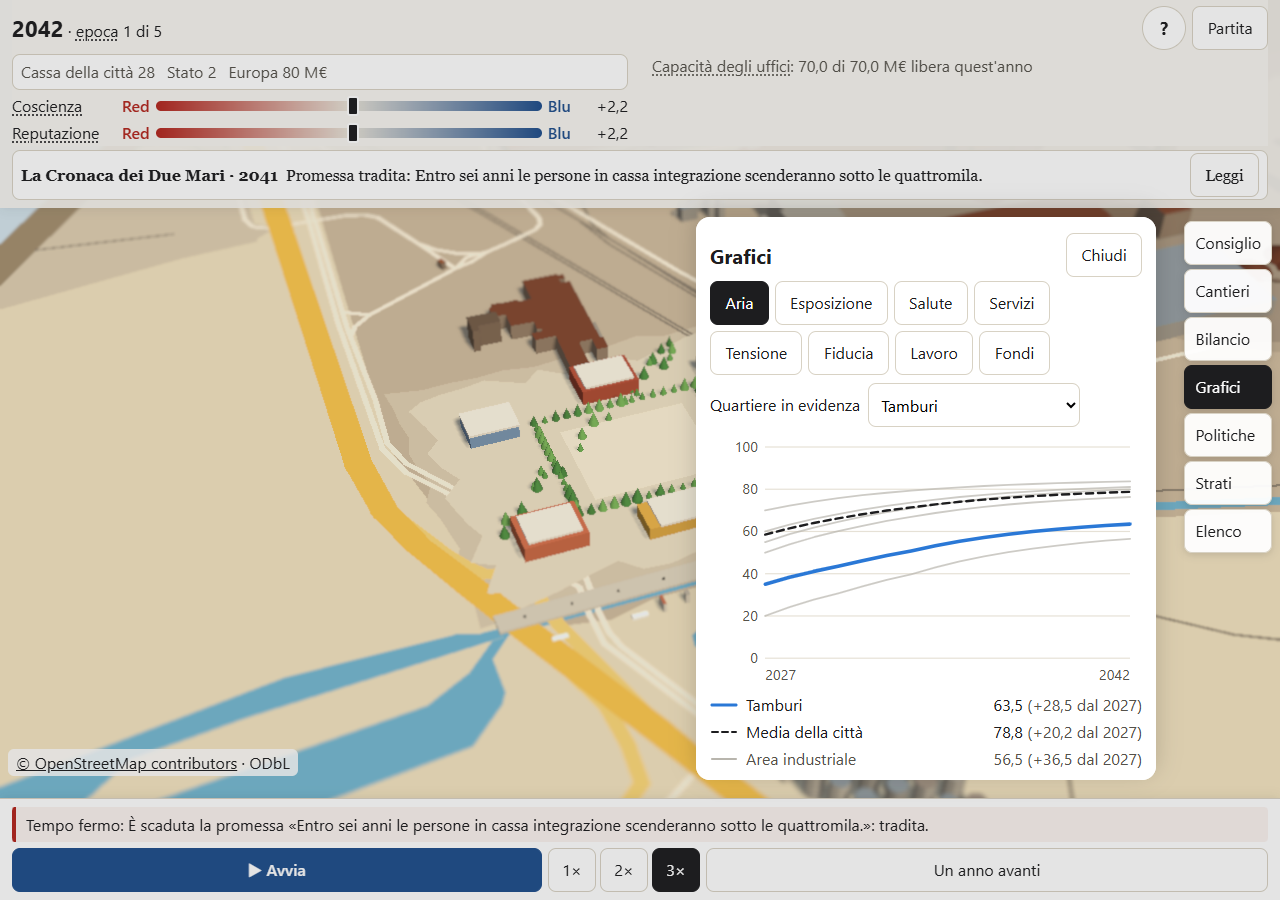 2042 · epoca 1 di 5
?
Partita
Cassa della città 28 Stato 2 Europa 80 M€
Capacità degli uffici: 70,0 di 70,0 M€ libera quest'anno
Coscienza Red Blu +2,2
Reputazione Red Blu +2,2
La Cronaca dei Due Mari · 2041 Promessa tradita: Entro sei anni le persone in cassa integrazione scenderanno sotto le quattromila.
Leggi
Grafici
Chiudi
Aria Esposizione Salute Servizi
Tensione Fiducia Lavoro Fondi
Quartiere in evidenza Tamburi
100
80
60
40
20
0
2027 2042
Tamburi 63,5 (+28,5 dal 2027)
Media della città 78,8 (+20,2 dal 2027)
Area industriale 56,5 (+36,5 dal 2027)
Consiglio
Cantieri
Bilancio
Grafici
Politiche
Strati
Elenco
© OpenStreetMap contributors · ODbL
Tempo fermo: È scaduta la promessa «Entro sei anni le persone in cassa integrazione scenderanno sotto le quattromila.»: tradita.
▶ Avvia 1× 2× 3× Un anno avanti